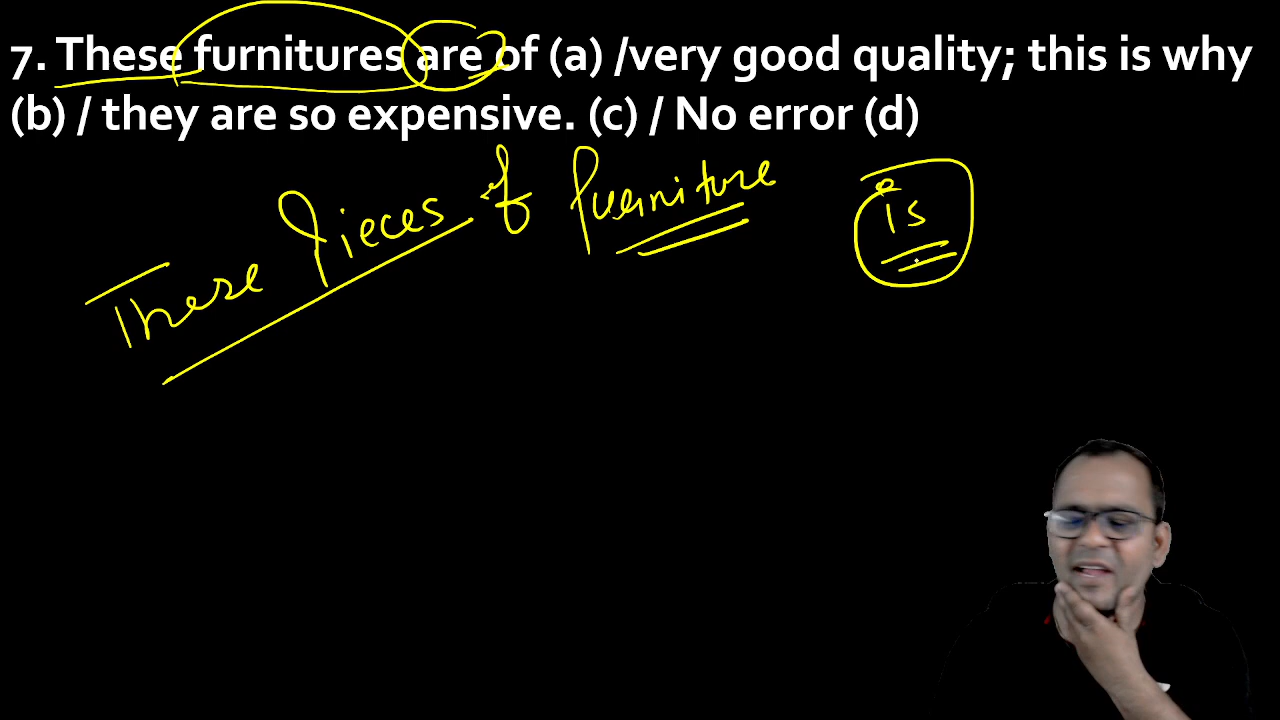 7. These furnitures are of (a) /very good quality; this is why
(b) / they are so expensive. (c) / No error (d)
These Pieces of furniture
is